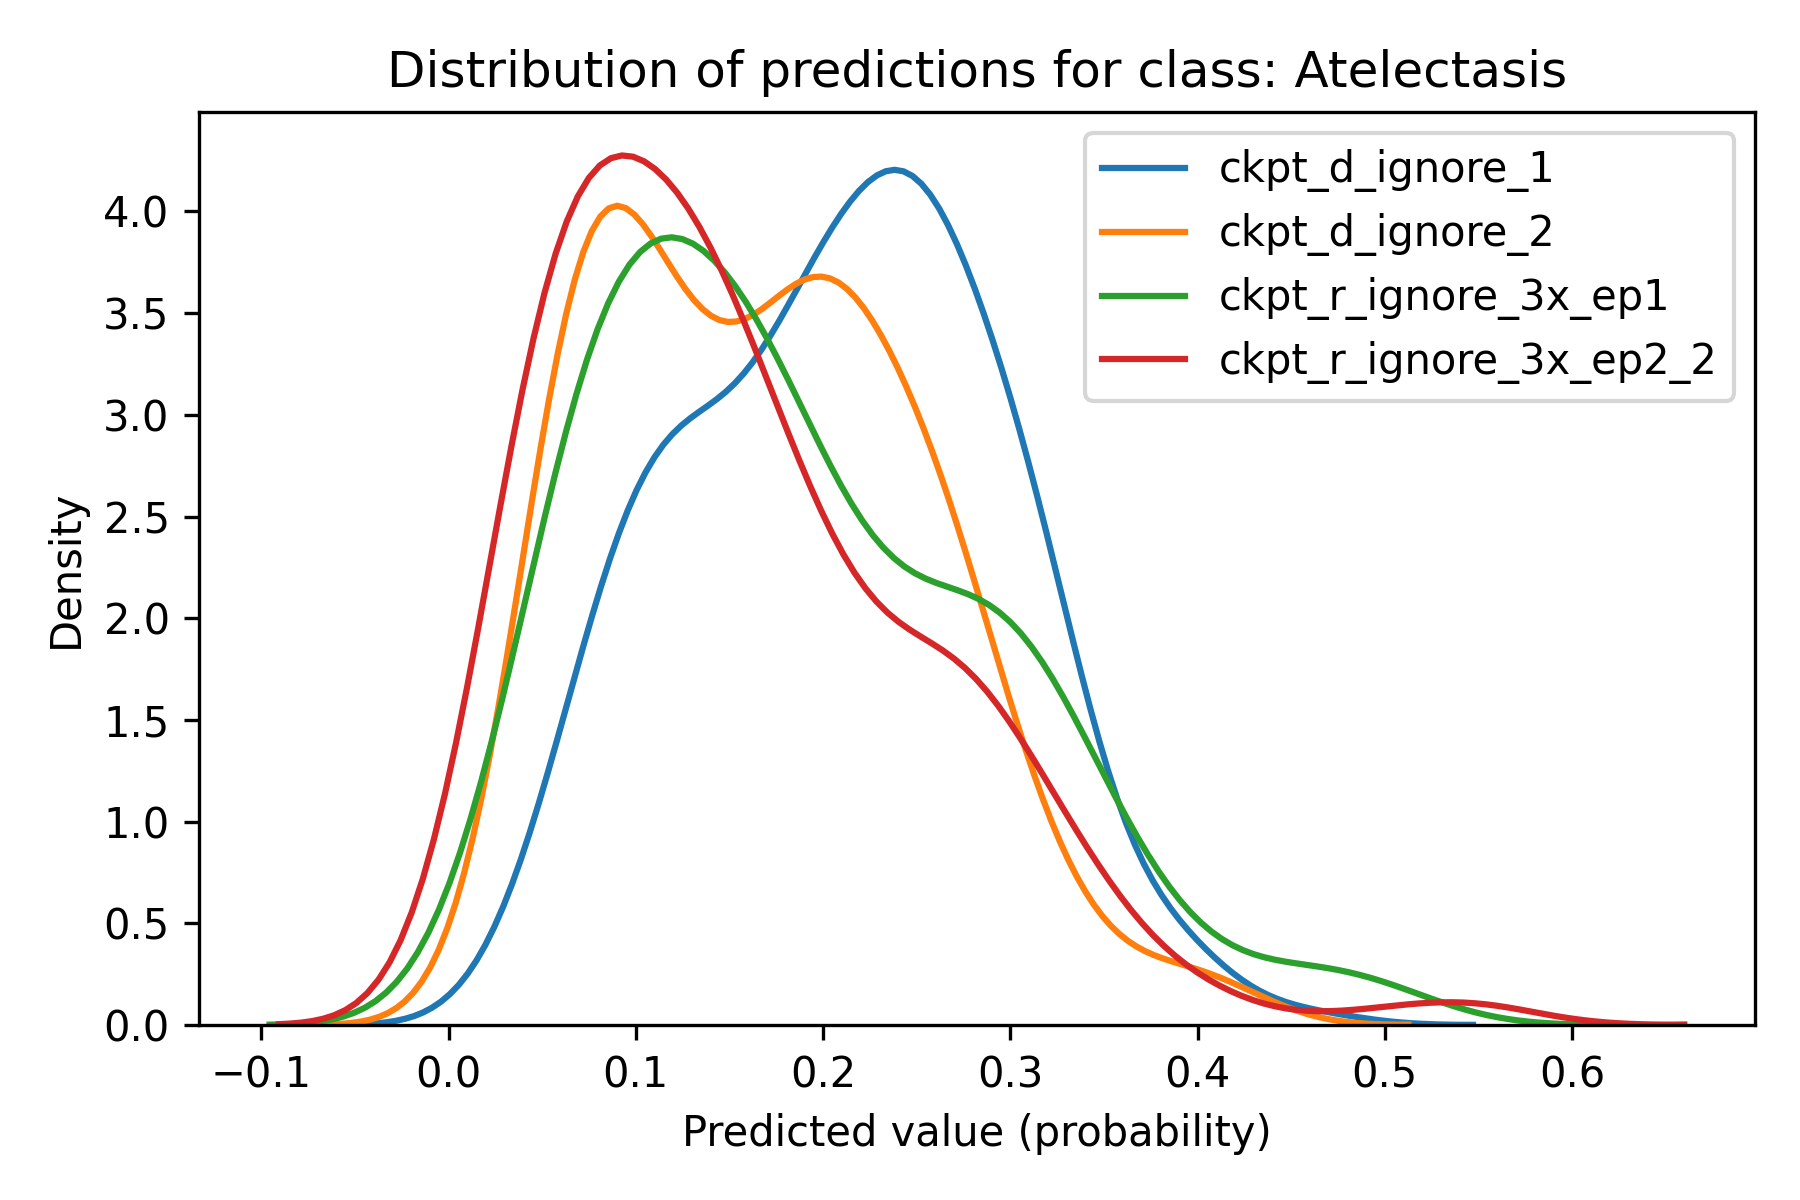 Distribution of predictions for class: Atelectasis
ckpt_d_ignore_1
ckpt_d_ignore_2
ckpt_r_ignore_3x_ep1
ckpt_r_ignore_3x_ep2_2
Density
4.0
3.5
3.0
2.5
2.0
1.5
1.0
0.5
0.0
−0.1 0.0 0.1 0.2 0.3 0.4 0.5 0.6
Predicted value (probability)